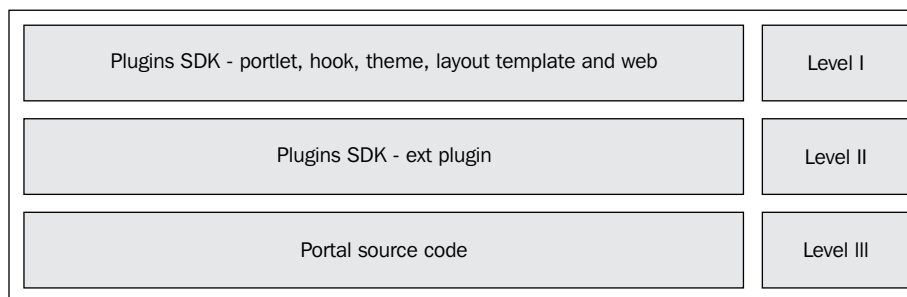 Plugins SDK - portlet, hook, theme, layout template and web
Level I
Plugins SDK - ext plugin
Level II
Portal source code
Level III